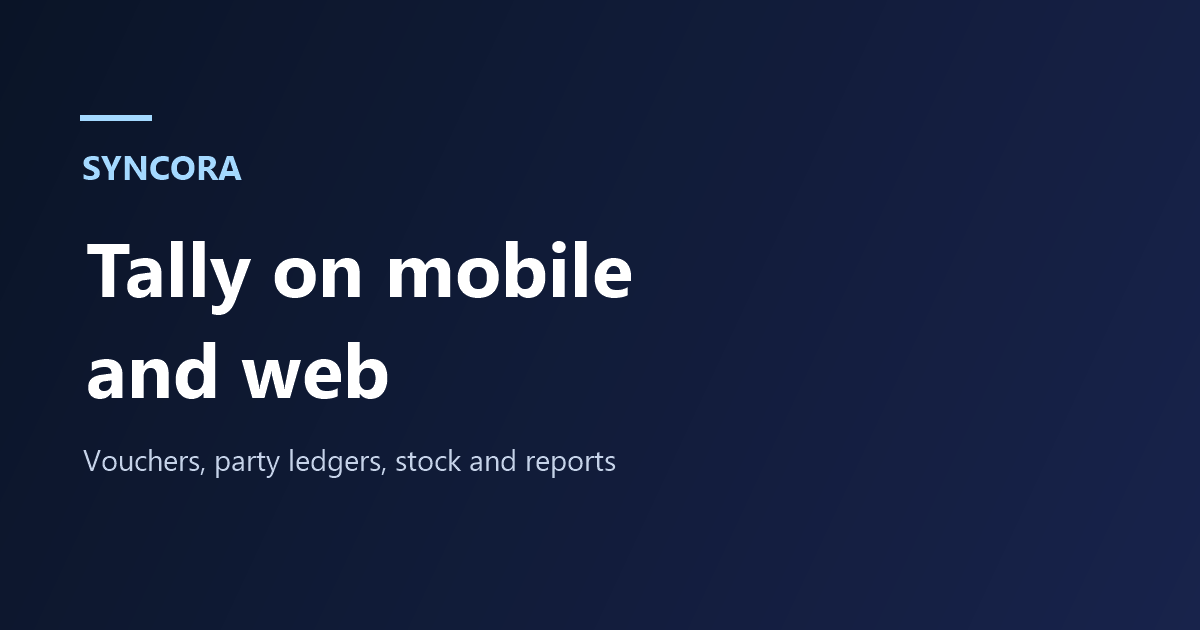 SYNCORA
Tally on mobile
and web
Vouchers, party ledgers, stock and reports